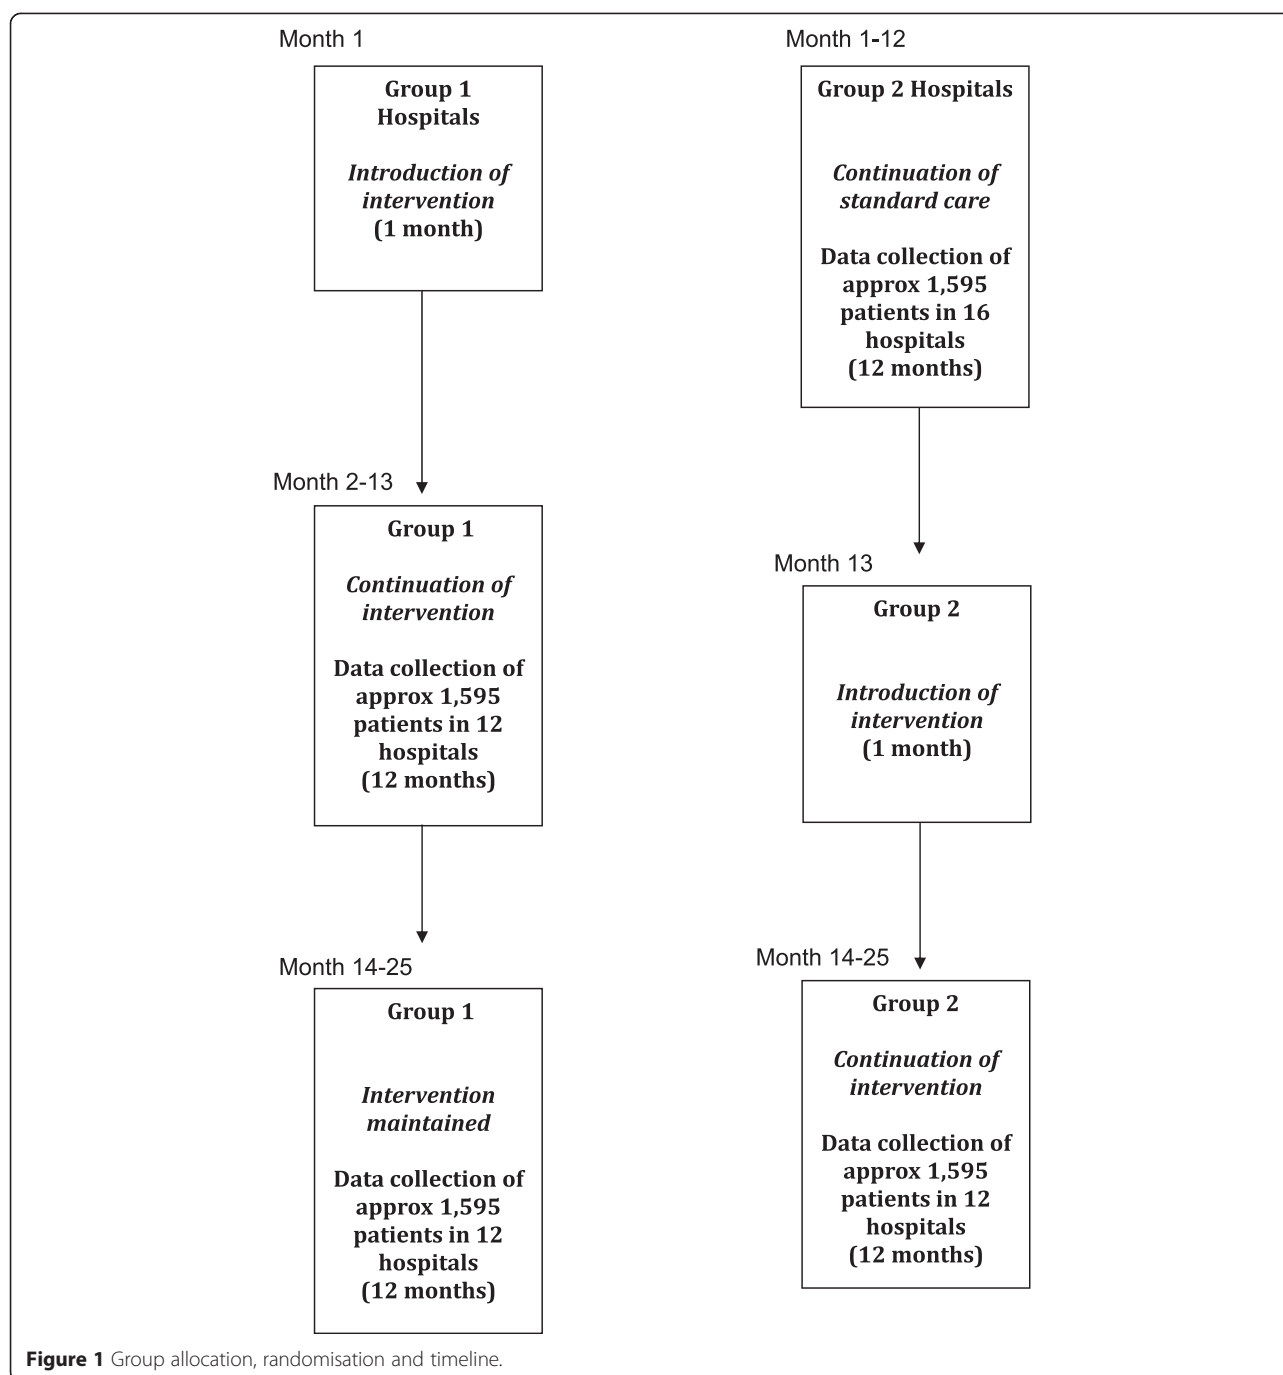 Month 1
Group 1
Hospitals
Introduction of
intervention
(1 month)
Month 2-13
Group 1
Continuation of
intervention
Data collection of
approx 1,595
patients in 12
hospitals
(12 months)
Month 14-25
Group 1
Intervention
maintained
Data collection of
approx 1,595
patients in 12
hospitals
(12 months)
Month 1-12
Group 2 Hospitals
Continuation of
standard care
Data collection of
approx 1,595
patients in 16
hospitals
(12 months)
Month 13
Group 2
Introduction of
intervention
(1 month)
Month 14-25
Group 2
Continuation of
intervention
Data collection of
approx 1,595
patients in 12
hospitals
(12 months)
Figure 1 Group allocation, randomisation and timeline.